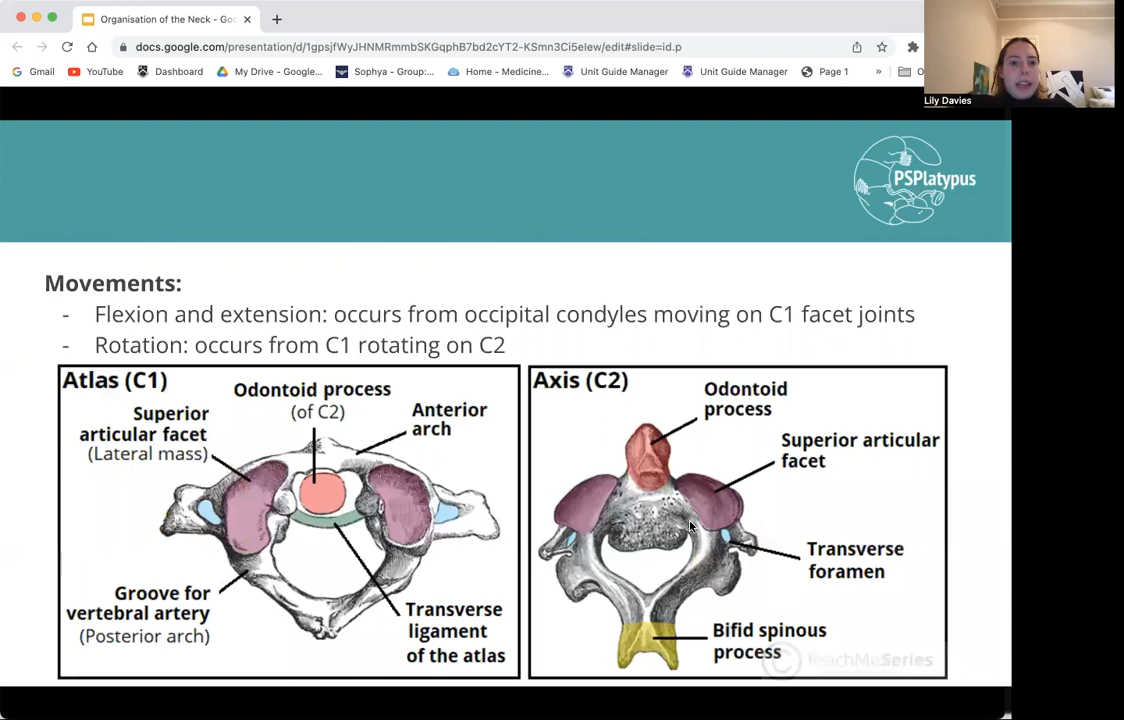 Organisation of the Neck - Goo
docs.google.com/presentation/d/1gpsjfWyJHNMRmmbSKGqphB7bd2cYT2-KSmn3Ci5eIew/edit#slide=id.p
Gmail
YouTube
Dashboard
My Drive - Google...
Sophya - Group:...
Home - Medicine...
Unit Guide Manager
Unit Guide Manager
Page 1
»
O
Lily Davies
PSPlatypus
Movements:
- Flexion and extension: occurs from occipital condyles moving on C1 facet joints
- Rotation: occurs from C1 rotating on C2
Atlas (C1)
Odontoid process
(of C2)
Superior
articular facet
(Lateral mass)
Anterior
arch
Groove for
vertebral artery
(Posterior arch)
Transverse
ligament
of the atlas
Axis (C2)
Odontoid
process
Superior articular
facet
Transverse
foramen
Bifid spinous
process
TeachMeSeries